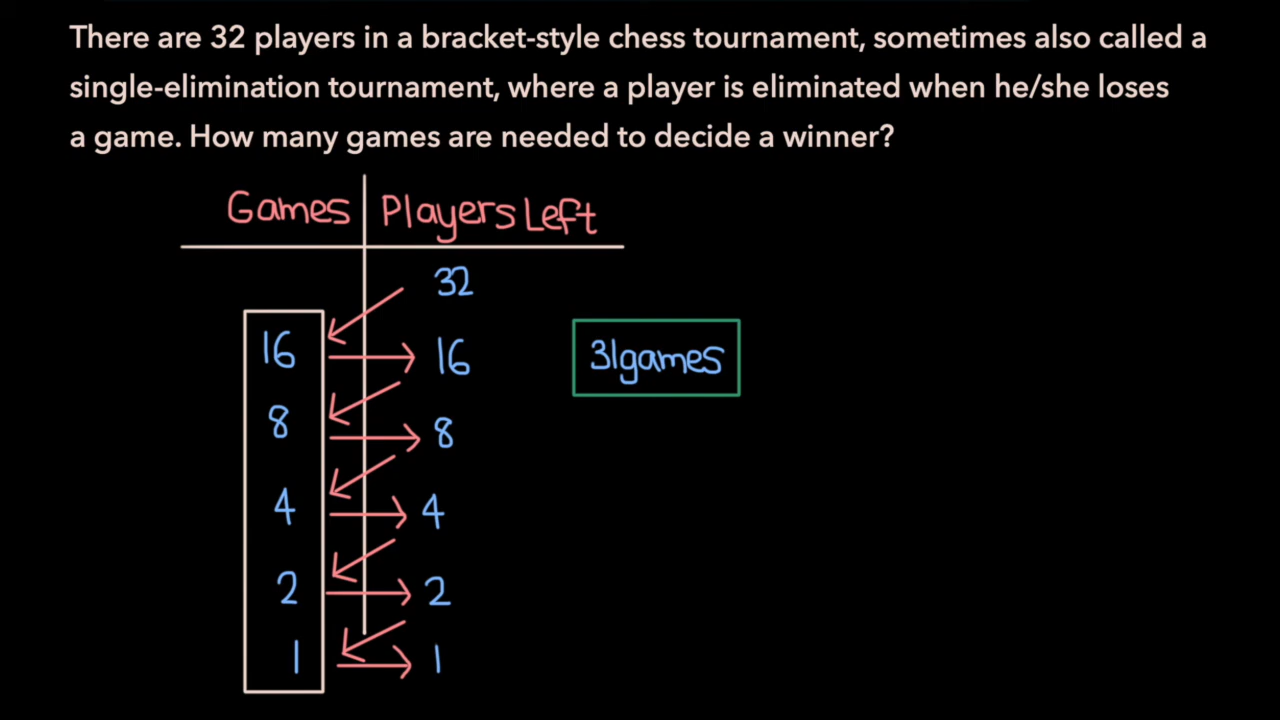 There are 32 players in a bracket-style chess tournament, sometimes also called a
single-elimination tournament, where a player is eliminated when he/she loses
a game. How many games are needed to decide a winner?
Games Players Left
32
16 16
31games
8 8
4 4
2 2
1 1